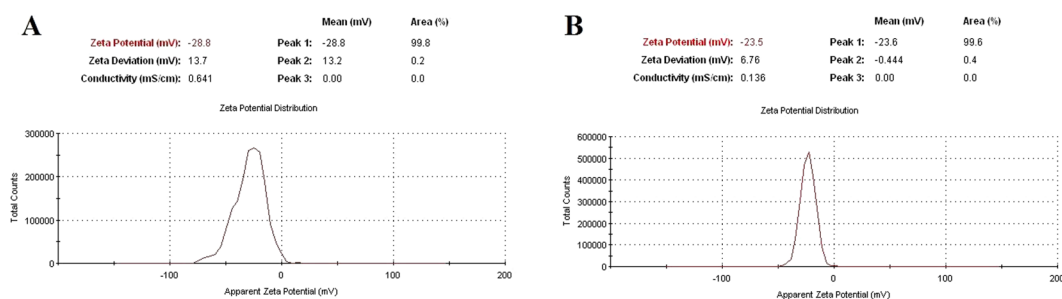 A
Mean (mV) Area (%)
Zeta Potential (mV): -28.8 Peak 1: -28.8 99.8
Zeta Deviation (mV): 13.7 Peak 2: 13.2 0.2
Conductivity (mS/cm): 0.641 Peak 3: 0.00 0.0
Zeta Potential Distribution
300000
200000
100000
0
Total Counts
-100 0 100 200
Apparent Zeta Potential (mV)
B
Mean (mV) Area (%)
Zeta Potential (mV): -23.5 Peak 1: -23.6 99.6
Zeta Deviation (mV): 6.76 Peak 2: -0.444 0.4
Conductivity (mS/cm): 0.136 Peak 3: 0.00 0.0
Zeta Potential Distribution
600000
500000
400000
300000
200000
100000
0
Total Counts
-100 0 100 200
Apparent Zeta Potential (mV)